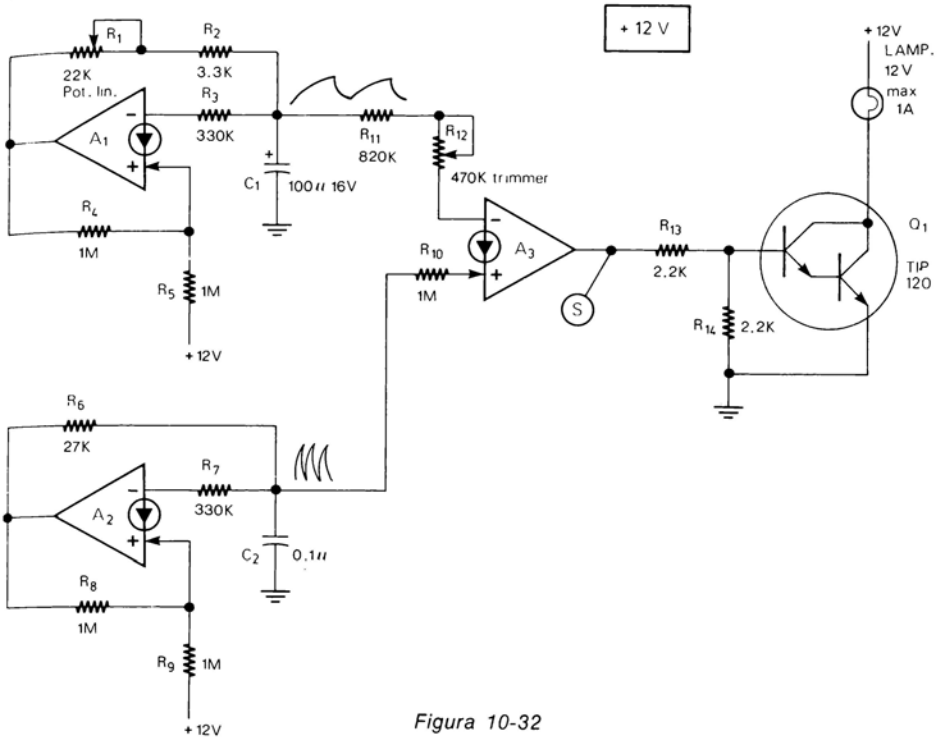 + 12 V
+ 12V
LAMP.
12V
max
1A
R1
22K
Pot. lin.
R2
3.3K
R3
330K
A1
−
+
R4
1M
R5
1M
+ 12V
+
C1
100µ 16V
R11
820K
R12
470K trimmer
R10
1M
A3
−
+
S
R13
2,2K
R14
2,2K
Q1
TIP
120
R6
27K
R7
330K
A2
−
+
C2
0,1µ
R8
1M
R9
1M
+ 12V
Figura 10-32